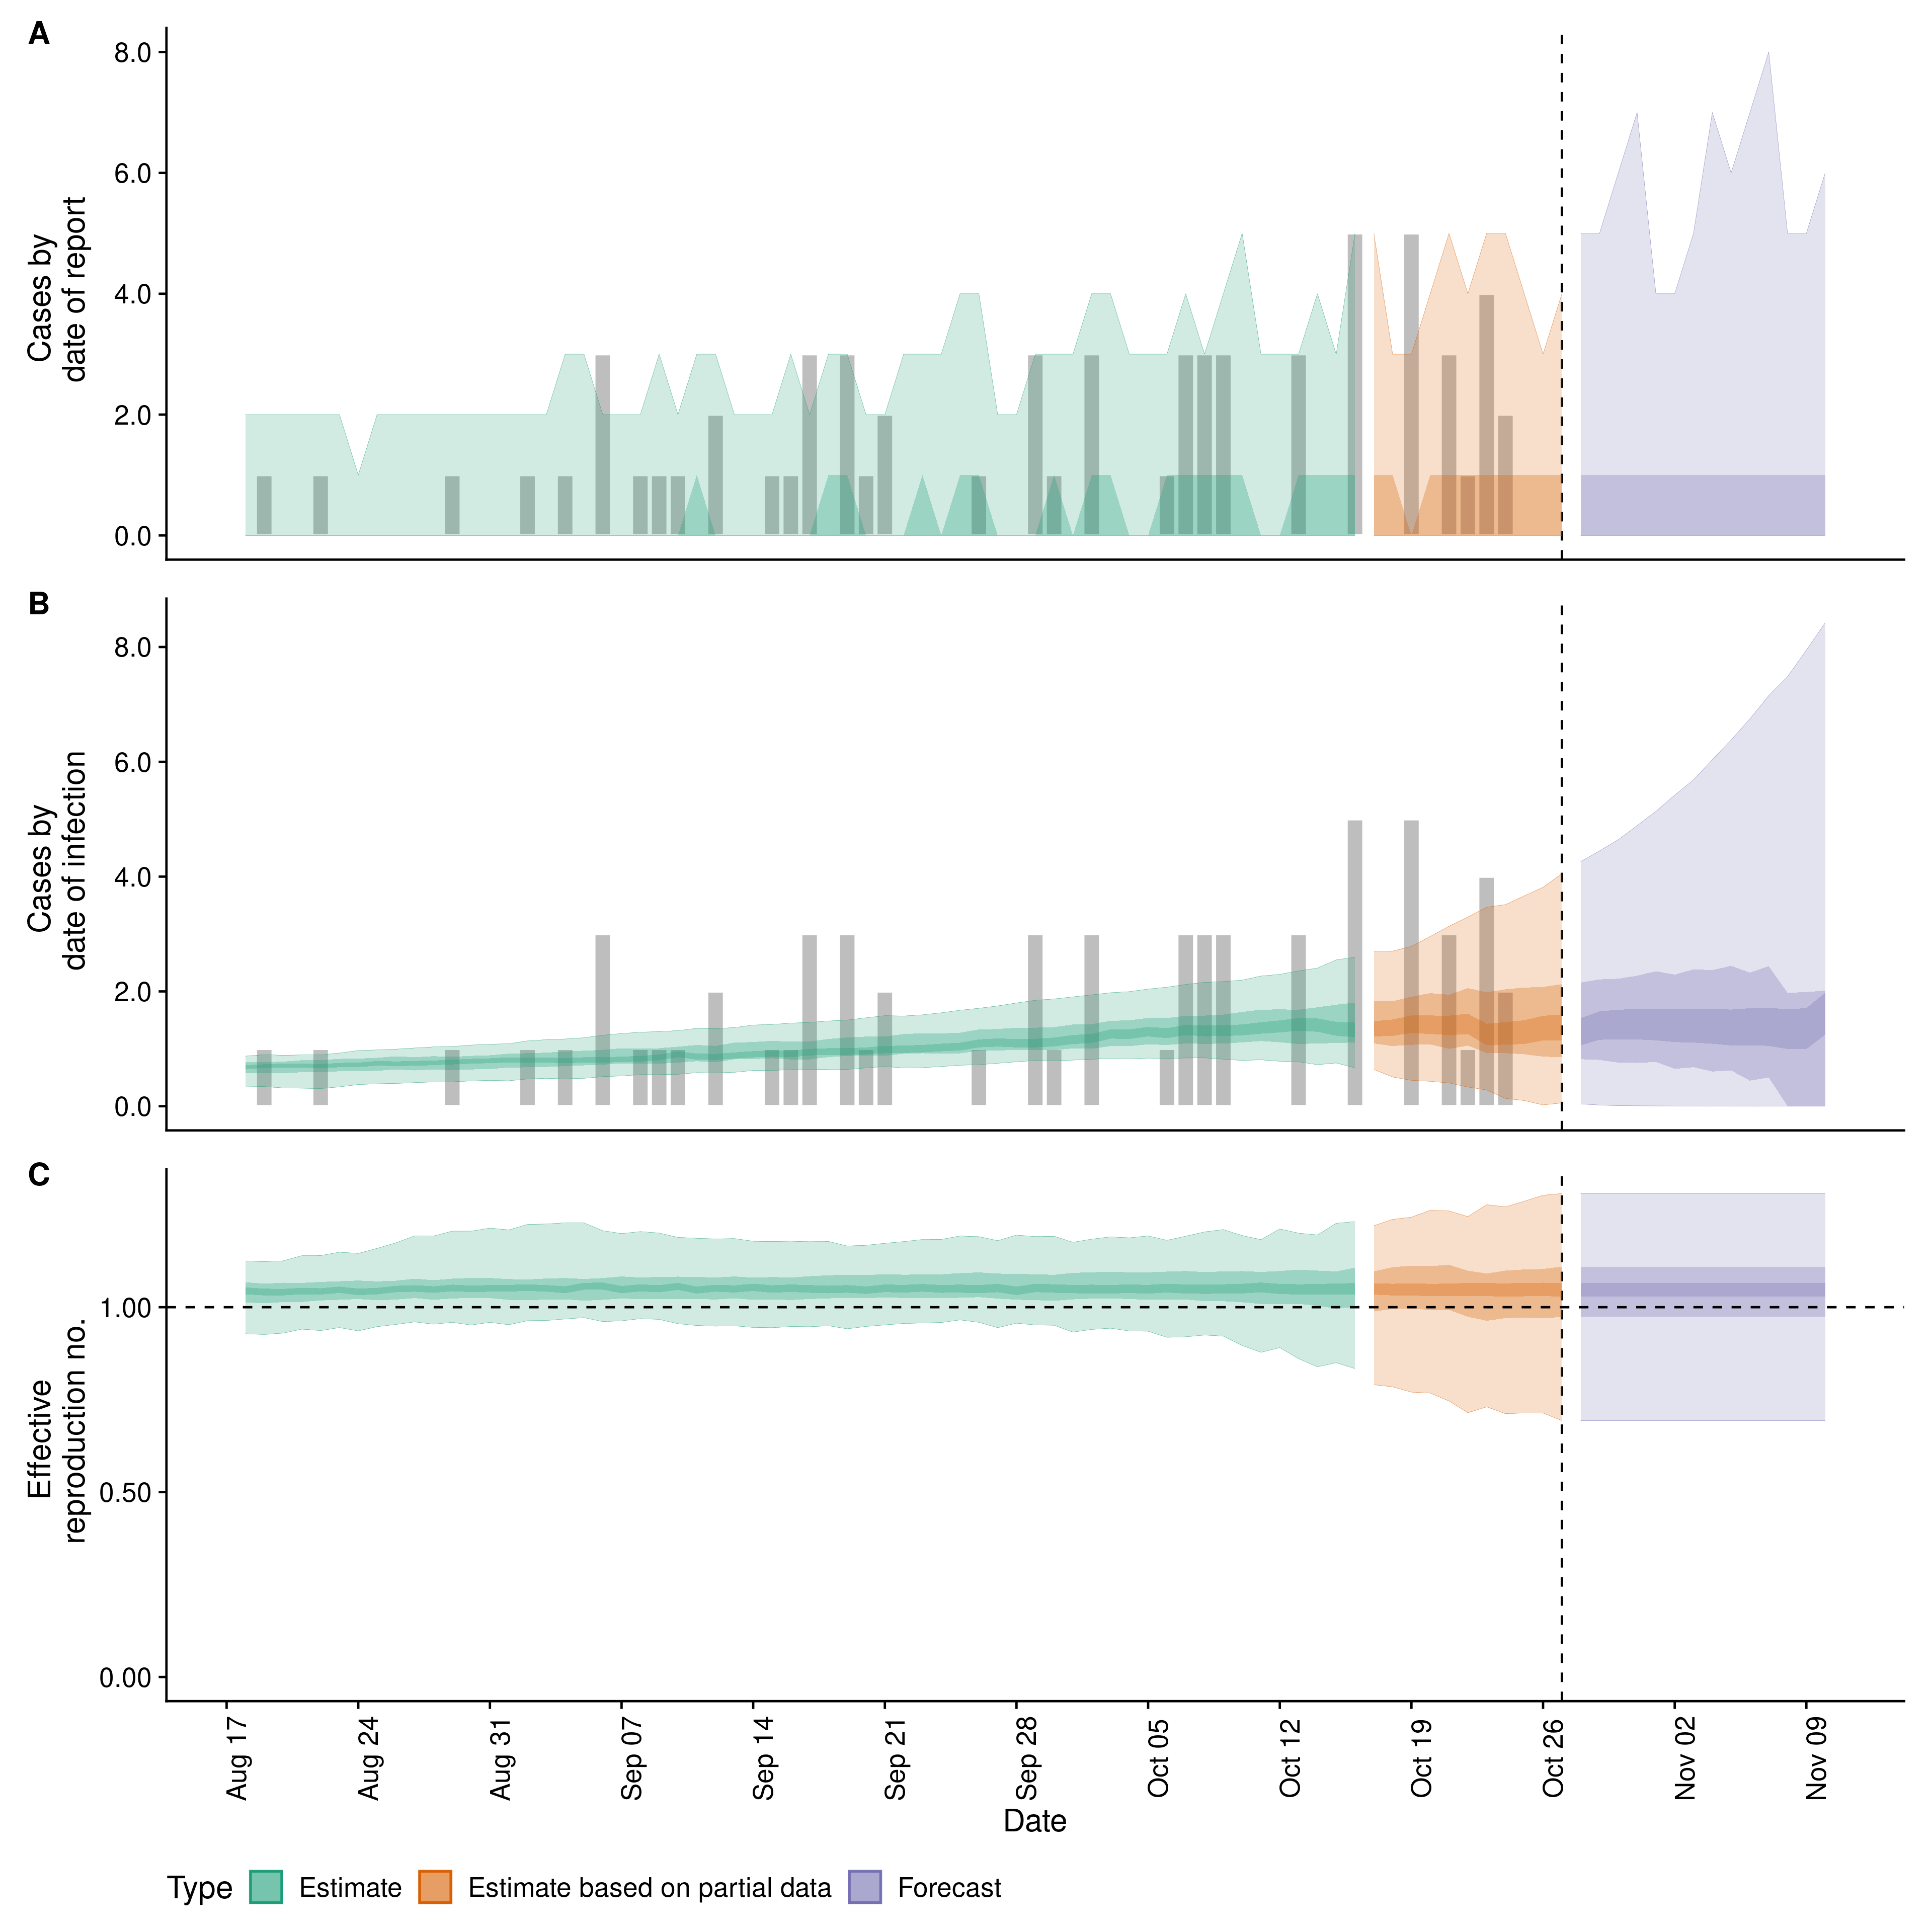 A
8.0
6.0
4.0
2.0
0.0
Cases by
date of report
B
8.0
6.0
4.0
2.0
0.0
Cases by
date of infection
C
1.00
0.50
0.00
Effective
reproduction no.
Aug 17
Aug 24
Aug 31
Sep 07
Sep 14
Sep 21
Sep 28
Oct 05
Oct 12
Oct 19
Oct 26
Nov 02
Nov 09
Date
Type Estimate Estimate based on partial data Forecast